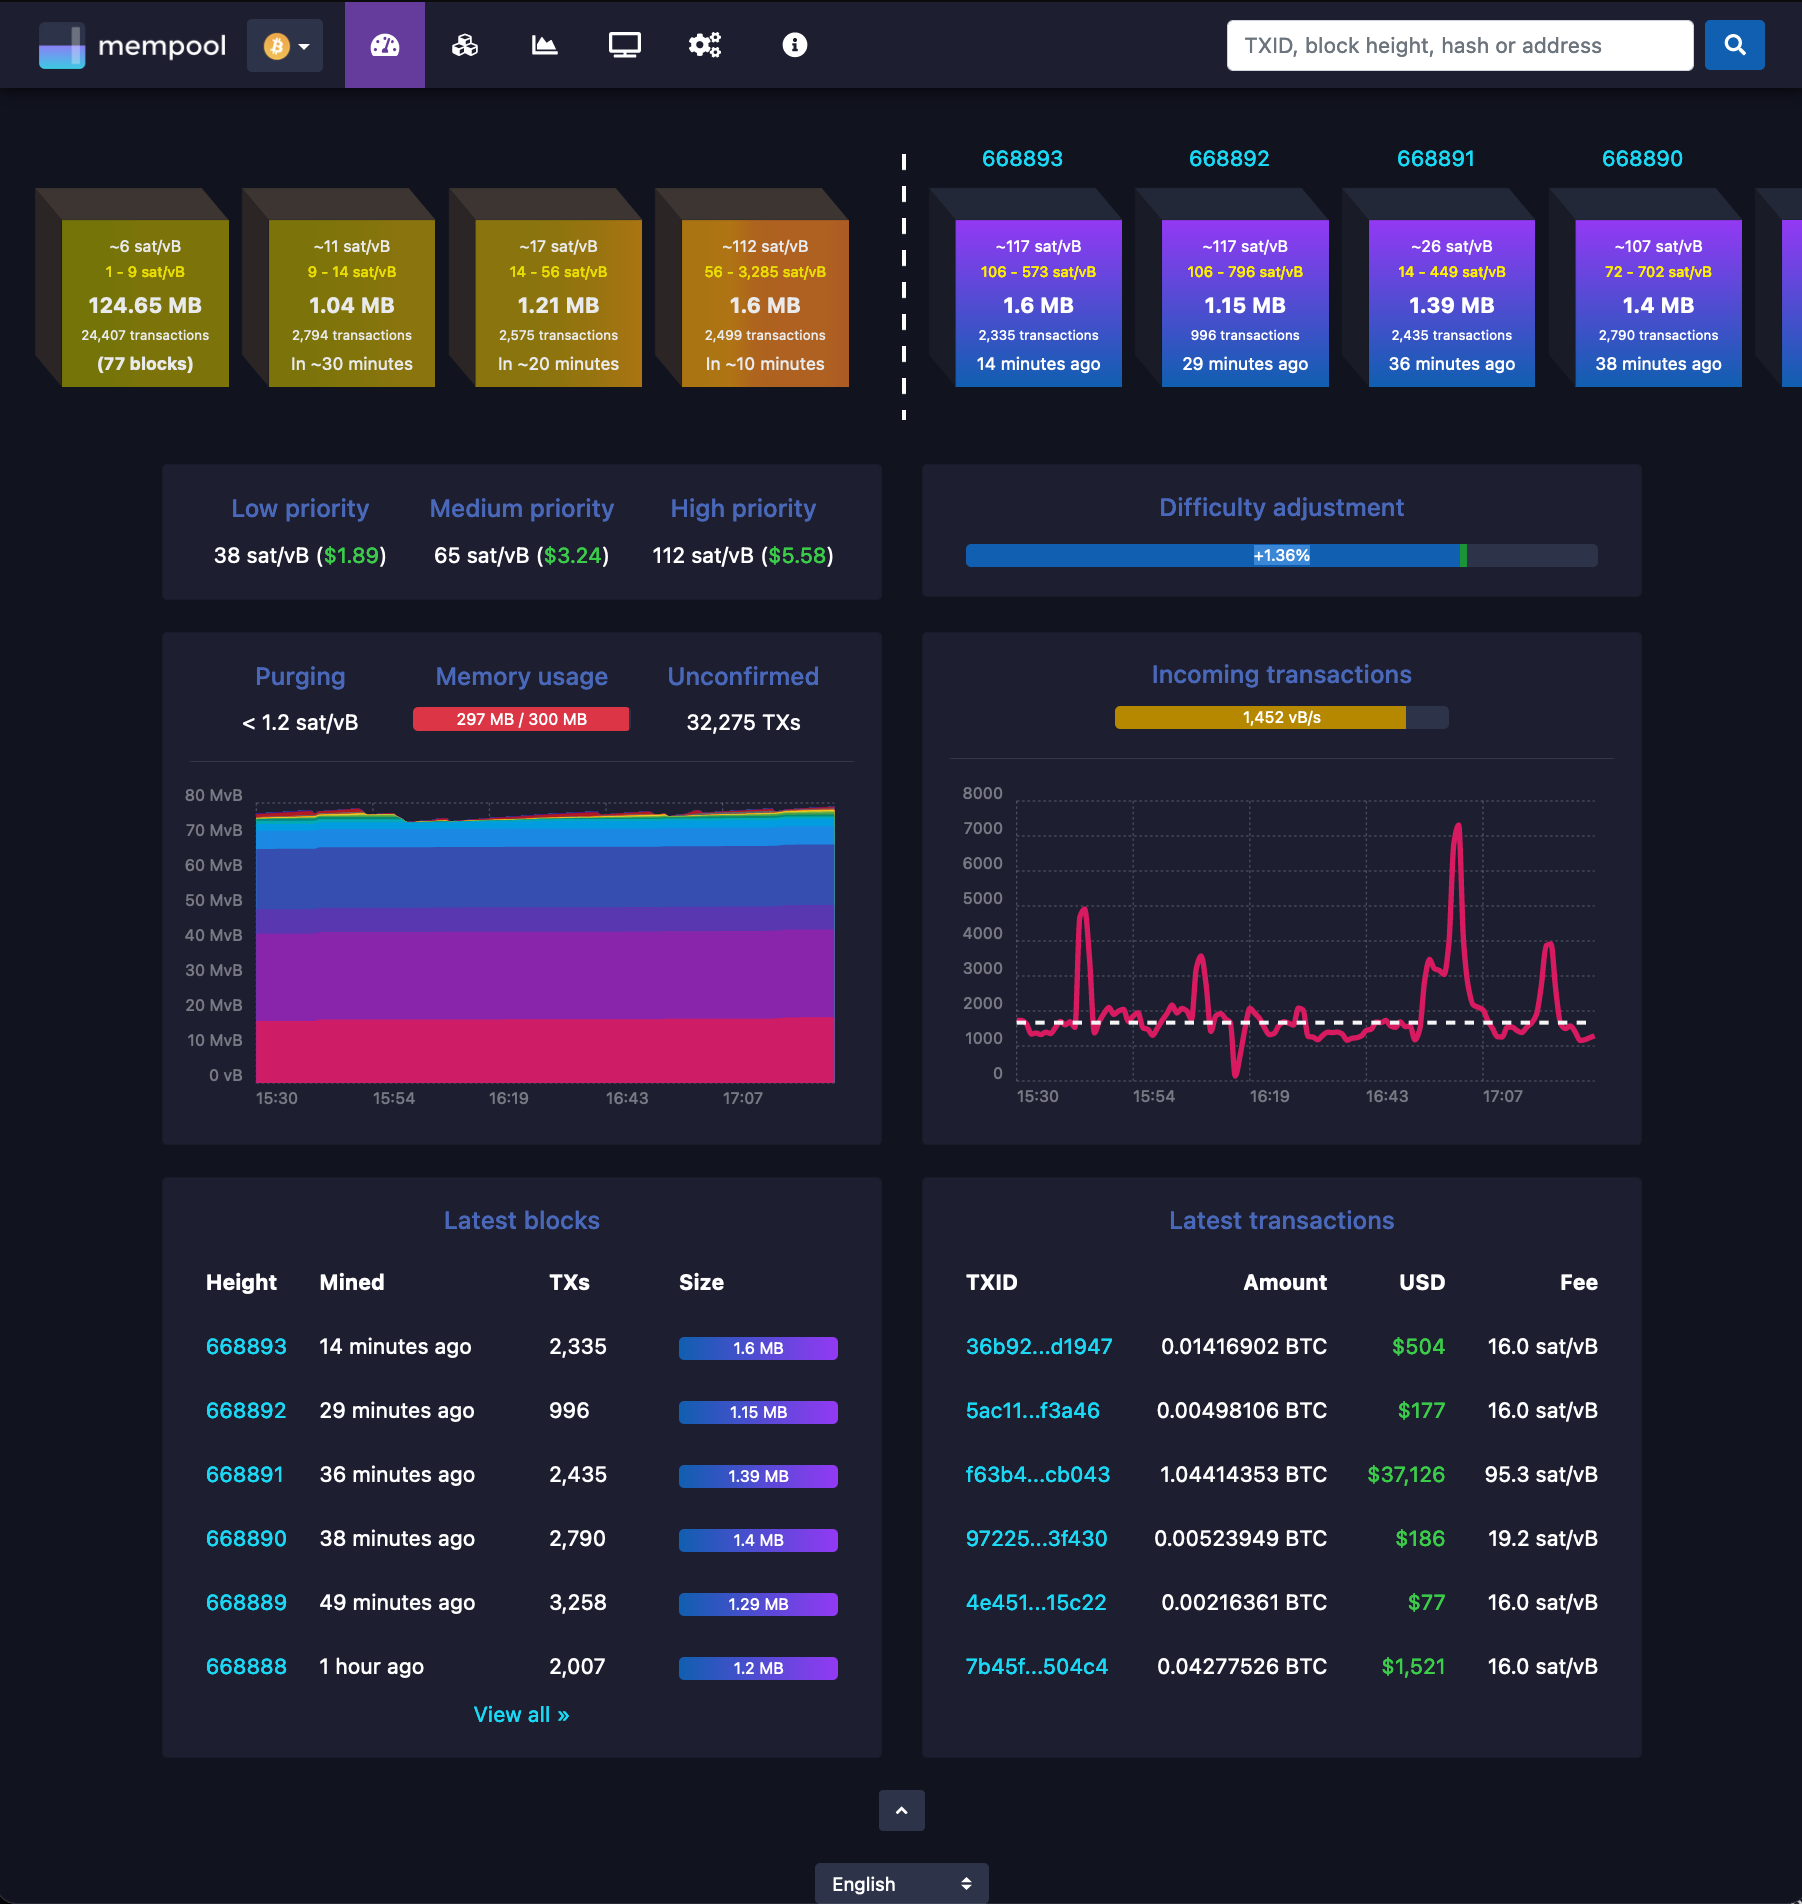 mempool
TXID, block height, hash or address
668893
668892
668891
668890
~6 sat/vB
1 - 9 sat/vB
124.65 MB
24,407 transactions
(77 blocks)
~11 sat/vB
9 - 14 sat/vB
1.04 MB
2,794 transactions
In ~30 minutes
~17 sat/vB
14 - 56 sat/vB
1.21 MB
2,575 transactions
In ~20 minutes
~112 sat/vB
56 - 3,285 sat/vB
1.6 MB
2,499 transactions
In ~10 minutes
~117 sat/vB
106 - 573 sat/vB
1.6 MB
2,335 transactions
14 minutes ago
~117 sat/vB
106 - 796 sat/vB
1.15 MB
996 transactions
29 minutes ago
~26 sat/vB
14 - 449 sat/vB
1.39 MB
2,435 transactions
36 minutes ago
~107 sat/vB
72 - 702 sat/vB
1.4 MB
2,790 transactions
38 minutes ago
Low priority Medium priority High priority
38 sat/vB ($1.89) 65 sat/vB ($3.24) 112 sat/vB ($5.58)
Difficulty adjustment
+1.36%
Purging Memory usage Unconfirmed
< 1.2 sat/vB 297 MB / 300 MB 32,275 TXs
80 MvB
70 MvB
60 MvB
50 MvB
40 MvB
30 MvB
20 MvB
10 MvB
0 vB
15:30 15:54 16:19 16:43 17:07
Incoming transactions
1,452 vB/s
8000
7000
6000
5000
4000
3000
2000
1000
0
15:30 15:54 16:19 16:43 17:07
Latest blocks
Height Mined TXs Size
668893 14 minutes ago 2,335 1.6 MB
668892 29 minutes ago 996 1.15 MB
668891 36 minutes ago 2,435 1.39 MB
668890 38 minutes ago 2,790 1.4 MB
668889 49 minutes ago 3,258 1.29 MB
668888 1 hour ago 2,007 1.2 MB
View all »
Latest transactions
TXID Amount USD Fee
36b92...d1947 0.01416902 BTC $504 16.0 sat/vB
5ac11...f3a46 0.00498106 BTC $177 16.0 sat/vB
f63b4...cb043 1.04414353 BTC $37,126 95.3 sat/vB
97225...3f430 0.00523949 BTC $186 19.2 sat/vB
4e451...15c22 0.00216361 BTC $77 16.0 sat/vB
7b45f...504c4 0.04277526 BTC $1,521 16.0 sat/vB
English